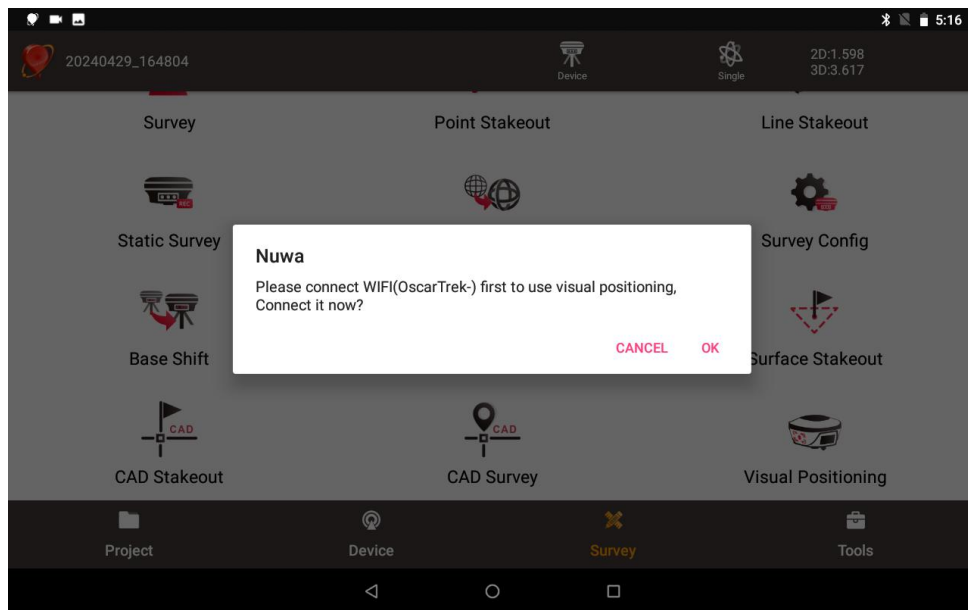 5:16
20240429_164804
Device
Single
2D:1.598
3D:3.617
Survey
Point Stakeout
Line Stakeout
REC
Static Survey
Survey Config
Nuwa
Please connect WIFI(OscarTrek-) first to use visual positioning,
Connect it now?
CANCEL
OK
Base Shift
Surface Stakeout
CAD
CAD
CAD Stakeout
CAD Survey
Visual Positioning
Project
Device
Survey
Tools